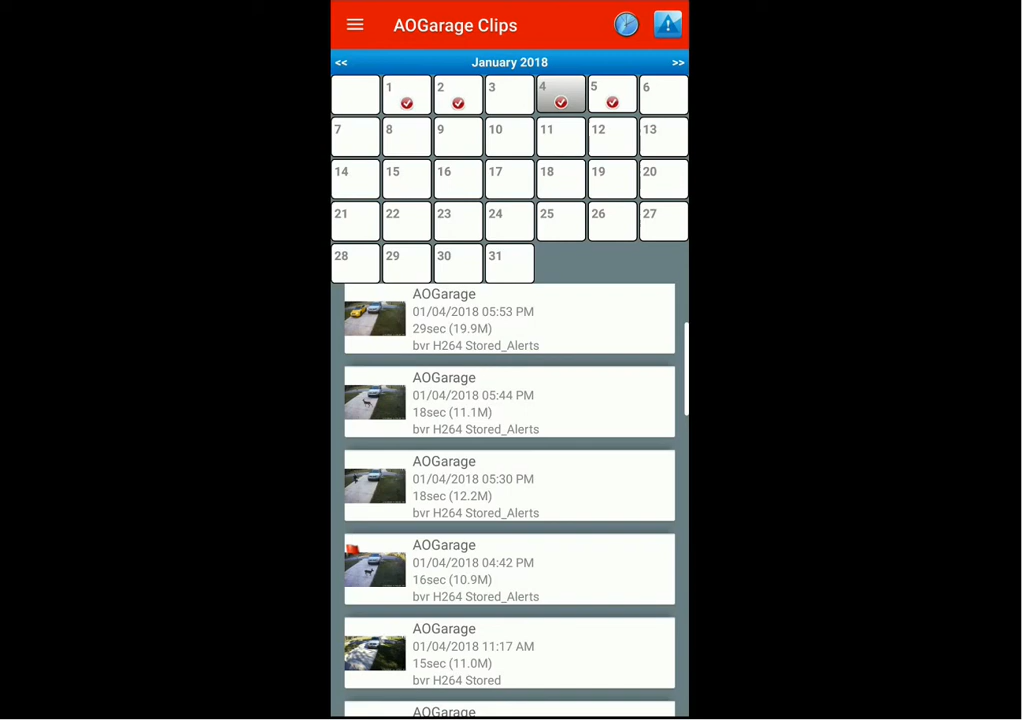 AOGarage Clips
<< January 2018 >>
1 2 3 4 5 6
7 8 9 10 11 12 13
14 15 16 17 18 19 20
21 22 23 24 25 26 27
28 29 30 31
AOGarage
01/04/2018 05:53 PM
29sec (19.9M)
bvr H264 Stored_Alerts
AOGarage
01/04/2018 05:44 PM
18sec (11.1M)
bvr H264 Stored_Alerts
AOGarage
01/04/2018 05:30 PM
18sec (12.2M)
bvr H264 Stored_Alerts
AOGarage
01/04/2018 04:42 PM
16sec (10.9M)
bvr H264 Stored_Alerts
AOGarage
01/04/2018 11:17 AM
15sec (11.0M)
bvr H264 Stored
AOGarage